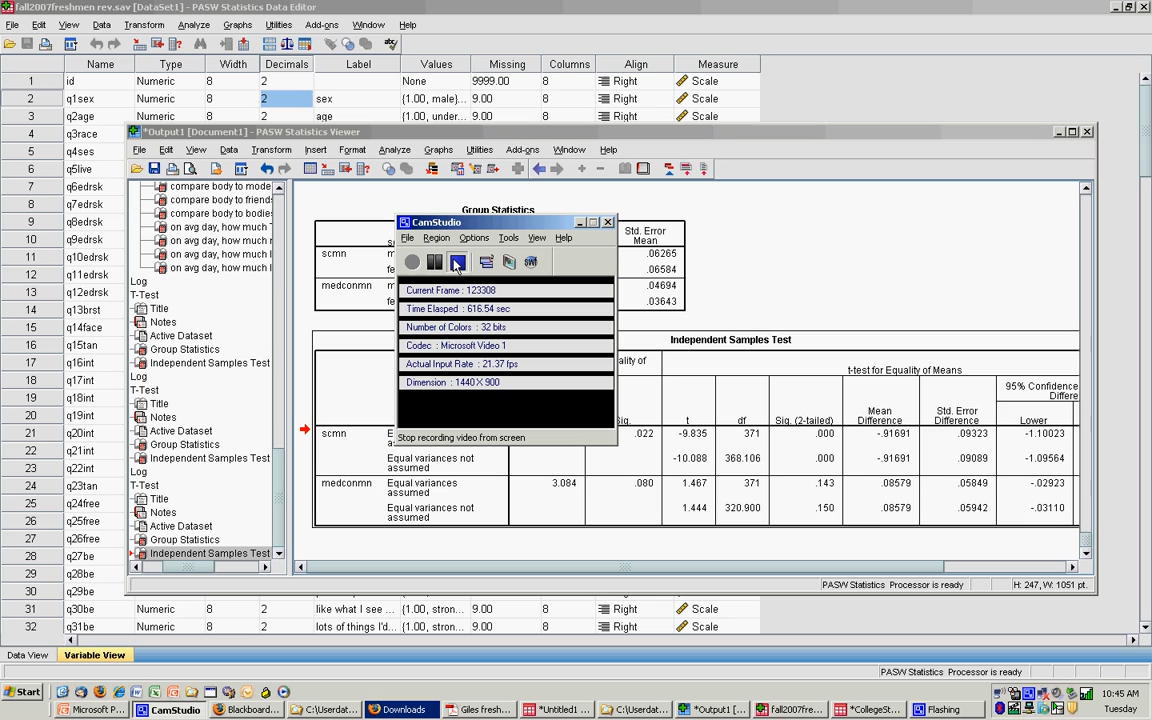 fall2007freshmen rev.sav [DataSet1] - PASW Statistics Data Editor
File Edit View Data Transform Analyze Graphs Utilities Add-ons Window Help
Name Type Width Decimals Label Values Missing Columns Align Measure
1 id Numeric 8 2 None 9999.00 8 Right Scale
2 q1sex Numeric 8 2 sex {1.00, male}... 9.00 8 Right Scale
3 q2age Numeric 8 2 age {1.00, under... 9.00 8 Right Scale
4 q3race
5 q4ses
6 q5live
7 q6edrsk
8 q7edrsk
9 q8edrsk
10 q9edrsk
11 q10edrsk
12 q11edrsk
13 q12edrsk
14 q13brst
15 q14face
16 q15tan
17 q16int
18 q17int
19 q18int
20 q19int
21 q20int
22 q21int
23 q22int
24 q23tan
25 q24free
26 q25free
27 q26free
28 q27be
29 q28be
30 q29be
31 q30be Numeric 8 2 like what I see ... {1.00, stron... 9.00 8 Right Scale
32 q31be Numeric 8 2 lots of things I'd... {1.00, stron... 9.00 8 Right Scale
*Output1 [Document1] - PASW Statistics Viewer
File Edit View Data Transform Insert Format Analyze Graphs Utilities Add-ons Window Help
compare body to mode
compare body to friends
compare body to bodies
on avg day, how much
on avg day, how much
on avg day, how much
on avg day, how much
Log
T-Test
Title
Notes
Active Dataset
Group Statistics
Independent Samples Test
Log
T-Test
Title
Notes
Active Dataset
Group Statistics
Independent Samples Test
Log
T-Test
Title
Notes
Active Dataset
Group Statistics
Independent Samples Test
Group Statistics
Std. Error
Mean
scmn .06265
.06584
medconmn .04694
.03643
Independent Samples Test
t-test for Equality of Means
95% Confidence
t df Sig. (2-tailed) Mean Difference Std. Error Difference Lower
scmn .022 -9.835 371 .000 -.91691 .09323 -1.10023
Equal variances not assumed -10.088 368.106 .000 -.91691 .09089 -1.09564
medconmn Equal variances assumed 3.084 .080 1.467 371 .143 .08579 .05849 -.02923
Equal variances not assumed 1.444 320.900 .150 .08579 .05942 -.03110
PASW Statistics Processor is ready H: 247, W: 1051 pt.
CamStudio
File Region Options Tools View Help
Current Frame : 123308
Time Elasped : 616.54 sec
Number of Colors : 32 bits
Codec : Microsoft Video 1
Actual Input Rate : 21.37 fps
Dimension : 1440 X 900
Stop recording video from screen
Data View Variable View
PASW Statistics Processor is ready
Start
10:45 AM
Tuesday
Microsoft P... CamStudio Blackboard... C:\Userdat... Downloads Giles fresh... *Untitled1 ... C:\Userdat... *Output1 [... fall2007fre... *CollegeSt... Flashing